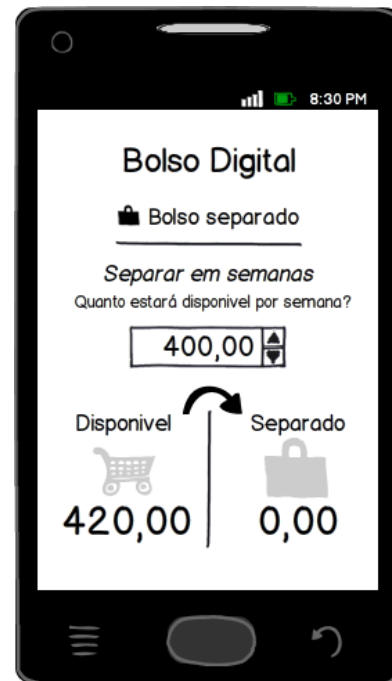 8:30 PM
Bolso Digital
Bolso separado
Separar em semanas
Quanto estará disponivel por semana?
400,00
Disponivel Separado
420,00 0,00